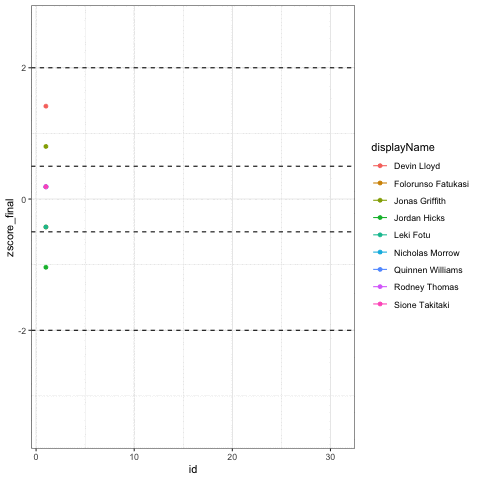 2
0
-2
zscore_final
0
10
20
30
id
displayName
Devin Lloyd
Folorunso Fatukasi
Jonas Griffith
Jordan Hicks
Leki Fotu
Nicholas Morrow
Quinnen Williams
Rodney Thomas
Sione Takitaki